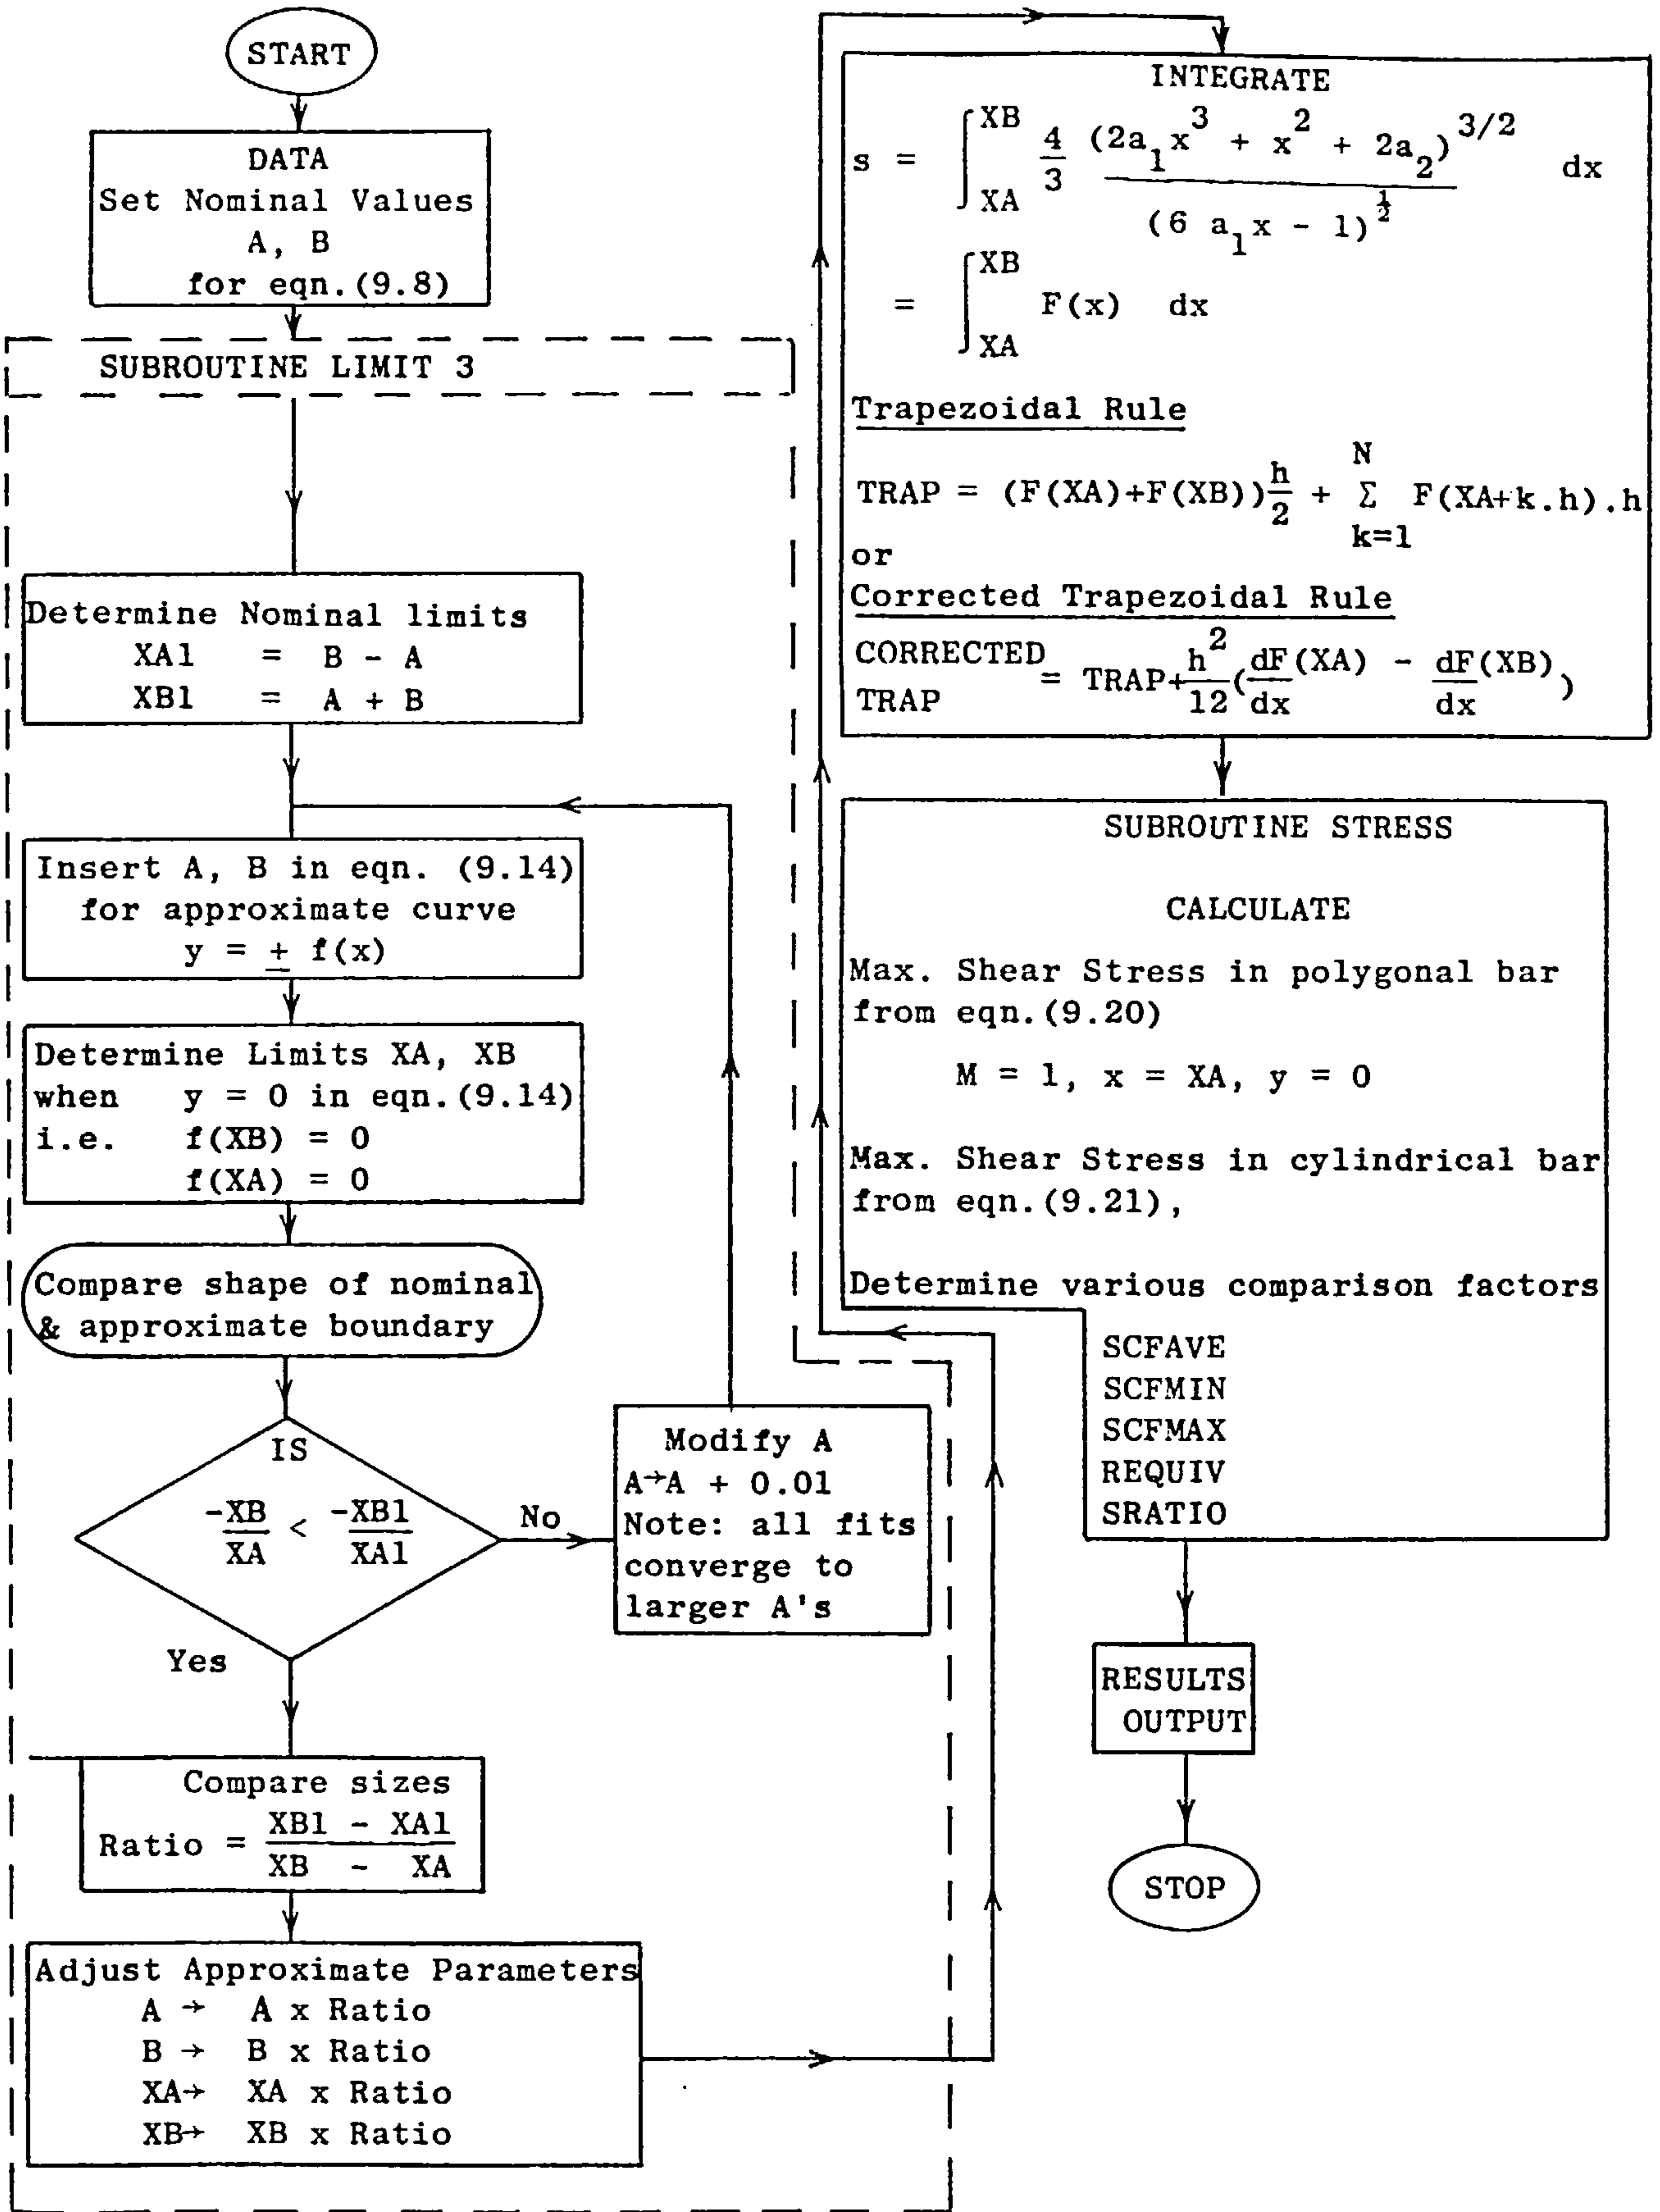 START
DATA
Set Nominal Values
A, B
for eqn.(9.8)
SUBROUTINE LIMIT 3
Determine Nominal limits
XA1 = B - A
XB1 = A + B
Insert A, B in eqn. (9.14)
for approximate curve
y = ± f(x)
Determine Limits XA, XB
when y = 0 in eqn.(9.14)
i.e. f(XB) = 0
f(XA) = 0
Compare shape of nominal
& approximate boundary
IS
-XB/XA < -XB1/XA1
No
Yes
Modify A
A→A + 0.01
Note: all fits
converge to
larger A's
Compare sizes
Ratio = (XB1 - XA1)/(XB - XA)
Adjust Approximate Parameters
A → A x Ratio
B → B x Ratio
XA→ XA x Ratio
XB→ XB x Ratio
INTEGRATE
s = ∫_XA^XB 4/3 (2a₁x³ + x² + 2a₂)^3/2 / (6 a₁x - 1)^½ dx
= ∫_XA^XB F(x) dx
Trapezoidal Rule
TRAP = (F(XA)+F(XB))h/2 + Σ_k=1^N F(XA+k.h).h
or
Corrected Trapezoidal Rule
CORRECTED TRAP = TRAP+h²/12(dF/dx(XA) - dF/dx(XB))
SUBROUTINE STRESS
CALCULATE
Max. Shear Stress in polygonal bar
from eqn.(9.20)
M = 1, x = XA, y = 0
Max. Shear Stress in cylindrical bar
from eqn.(9.21),
Determine various comparison factors
SCFAVE
SCFMIN
SCFMAX
REQUIV
SRATIO
RESULTS
OUTPUT
STOP